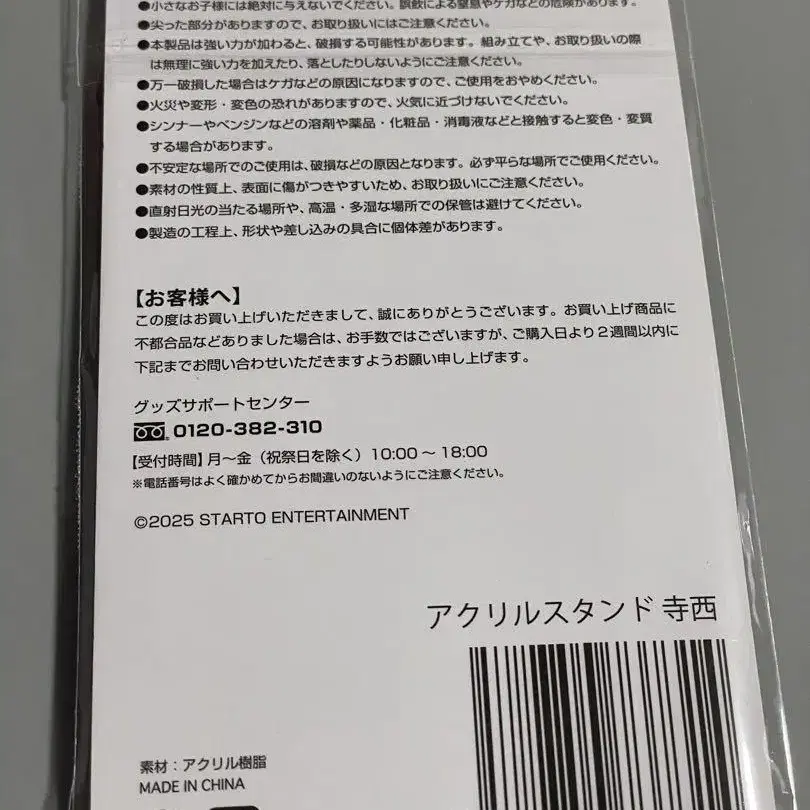 ●小さなお子様には絶対に与えないでください。誤飲による窒息やケガなどの危険があります。
●尖った部分がありますので、お取り扱いにはご注意ください。
●本製品は強い力が加わると、破損する可能性があります。組み立てや、お取り扱いの際
は無理に強い力を加えたり、落としたりしないようにご注意ください。
●万一破損した場合はケガなどの原因になりますので、ご使用をおやめください。
●火災や変形・変色の恐れがありますので、火気に近づけないでください。
●シンナーやベンジンなどの溶剤や薬品・化粧品・消毒液などと接触すると変色・変質
する場合があります。
●不安定な場所でのご使用は、破損などの原因となります。必ず平らな場所でご使用ください。
●素材の性質上、表面に傷がつきやすいため、お取り扱いにご注意ください。
●直射日光の当たる場所や、高温・多湿な場所での保管は避けてください。
●製造の工程上、形状や差し込みの具合に個体差があります。
【お客様へ】
この度はお買い上げいただきまして、誠にありがとうございます。お買い上げ商品に
不都合品などありました場合は、お手数ではございますが、ご購入日より2週間以内に
下記までお問い合わせいただきますようお願い申し上げます。
グッズサポートセンター
0120-382-310
【受付時間】月～金（祝祭日を除く）10:00～18:00
※電話番号はよく確かめてからお間違いのないようにご注意ください。
©2025 STARTO ENTERTAINMENT
アクリルスタンド 寺西
素材：アクリル樹脂
MADE IN CHINA